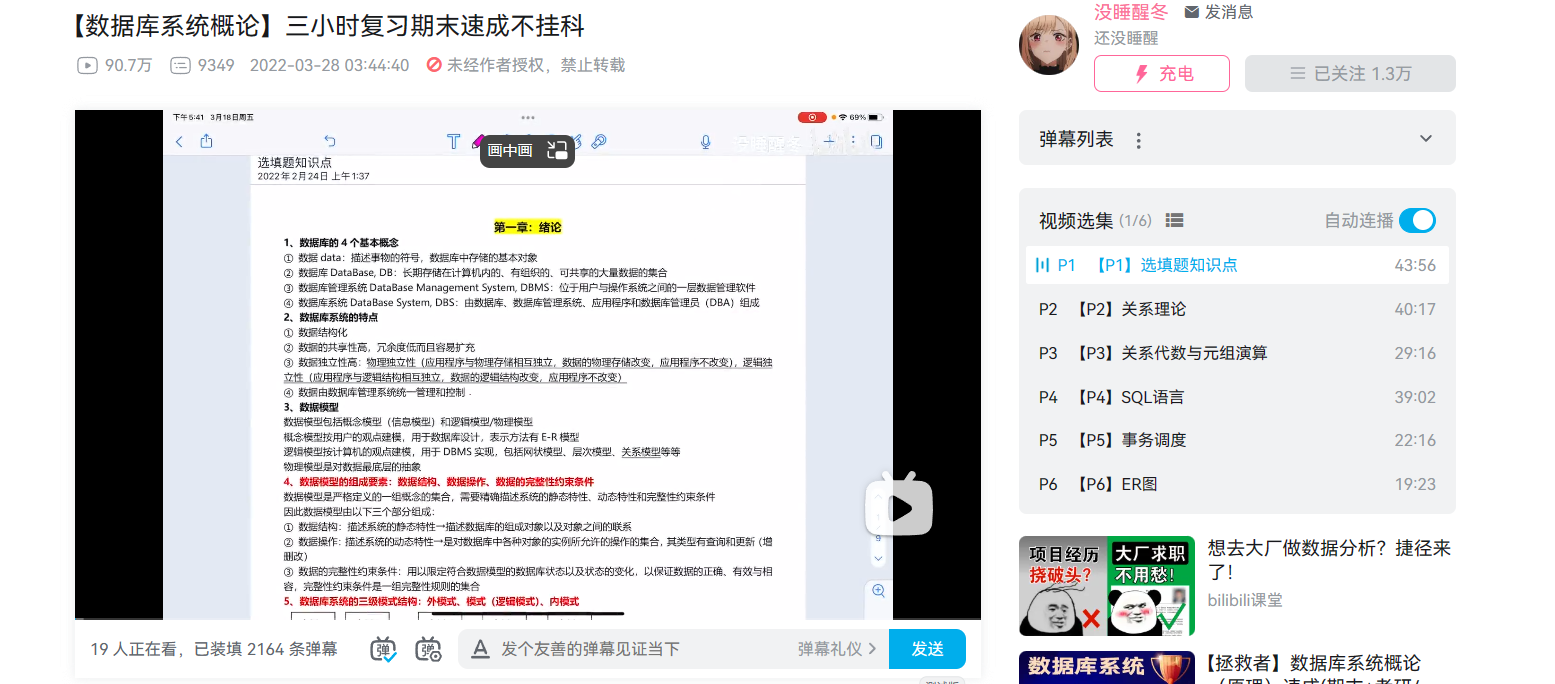 【数据库系统概论】三小时复习期末速成不挂科
90.7万 9349 2022-03-28 03:44:40 未经作者授权，禁止转载
没睡醒冬 发消息
还没睡醒
充电
已关注 1.3万
下午5:41 3月18日周五
69%
画中画
选填题知识点
2022年2月24日 上午1:37
第一章：绪论
1、数据库的 4 个基本概念
① 数据 data：描述事物的符号，数据库中存储的基本对象
② 数据库 DataBase, DB：长期存储在计算机内的、有组织的、可共享的大量数据的集合
③ 数据库管理系统 DataBase Management System, DBMS：位于用户与操作系统之间的一层数据管理软件
④ 数据库系统 DataBase System, DBS：由数据库、数据库管理系统、应用程序和数据库管理员（DBA）组成
2、数据库系统的特点
① 数据结构化
② 数据的共享性高，冗余度低而且容易扩充
③ 数据独立性高：物理独立性（应用程序与物理存储相互独立，数据的物理存储改变，应用程序不改变），逻辑独
立性（应用程序与逻辑结构相互独立，数据的逻辑结构改变，应用程序不改变）
④ 数据由数据库管理系统统一管理和控制．
3、数据模型
数据模型包括概念模型（信息模型）和逻辑模型/物理模型
概念模型按用户的观点建模，用于数据库设计，表示方法有 E-R 模型
逻辑模型按计算机的观点建模，用于 DBMS 实现，包括网状模型、层次模型、关系模型等等
物理模型是对数据最底层的抽象
4、数据模型的组成要素：数据结构、数据操作、数据的完整性约束条件
数据模型是严格定义的一组概念的集合，需要精确描述系统的静态特性、动态特性和完整性约束条件
因此数据模型由以下三个部分组成：
① 数据结构：描述系统的静态特性→描述数据库的组成对象以及对象之间的联系
② 数据操作：描述系统的动态特性→是对数据库中各种对象的实例所允许的操作的集合，其类型有查询和更新（增
删改）
③ 数据的完整性约束条件：用以限定符合数据模型的数据库状态以及状态的变化，以保证数据的正确、有效与相
容，完整性约束条件是一组完整性规则的集合
5、数据库系统的三级模式结构：外模式、模式（逻辑模式）、内模式
9
19 人正在看，已装填 2164 条弹幕
发个友善的弹幕见证当下
弹幕礼仪
发送
弹幕列表
视频选集 (1/6) 自动连播
P1 【P1】选填题知识点 43:56
P2 【P2】关系理论 40:17
P3 【P3】关系代数与元组演算 29:16
P4 【P4】SQL语言 39:02
P5 【P5】事务调度 22:16
P6 【P6】ER图 19:23
项目经历
挠破头？
大厂求职
不用愁！
想去大厂做数据分析？捷径来
了！
bilibili课堂
数据库系统
【拯救者】数据库系统概论